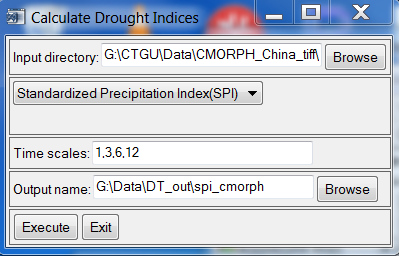 Calculate Drought Indices
Input directory: G:\CTGU\Data\CMORPH_China_tiff\ Browse
Standardized Precipitation Index(SPI)
Time scales: 1,3,6,12
Output name: G:\Data\DT_out\spi_cmorph Browse
Execute Exit